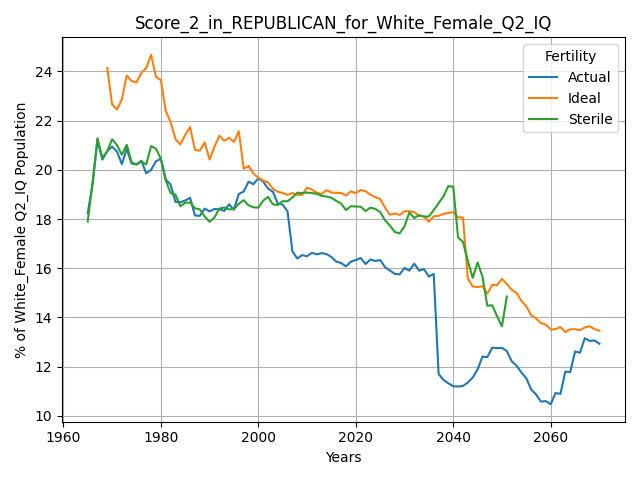 Score_2_in_REPUBLICAN_for_White_Female_Q2_IQ
Fertility
Actual
Ideal
Sterile
% of White_Female Q2_IQ Population
24
22
20
18
16
14
12
10
1960
1980
2000
2020
2040
2060
Years